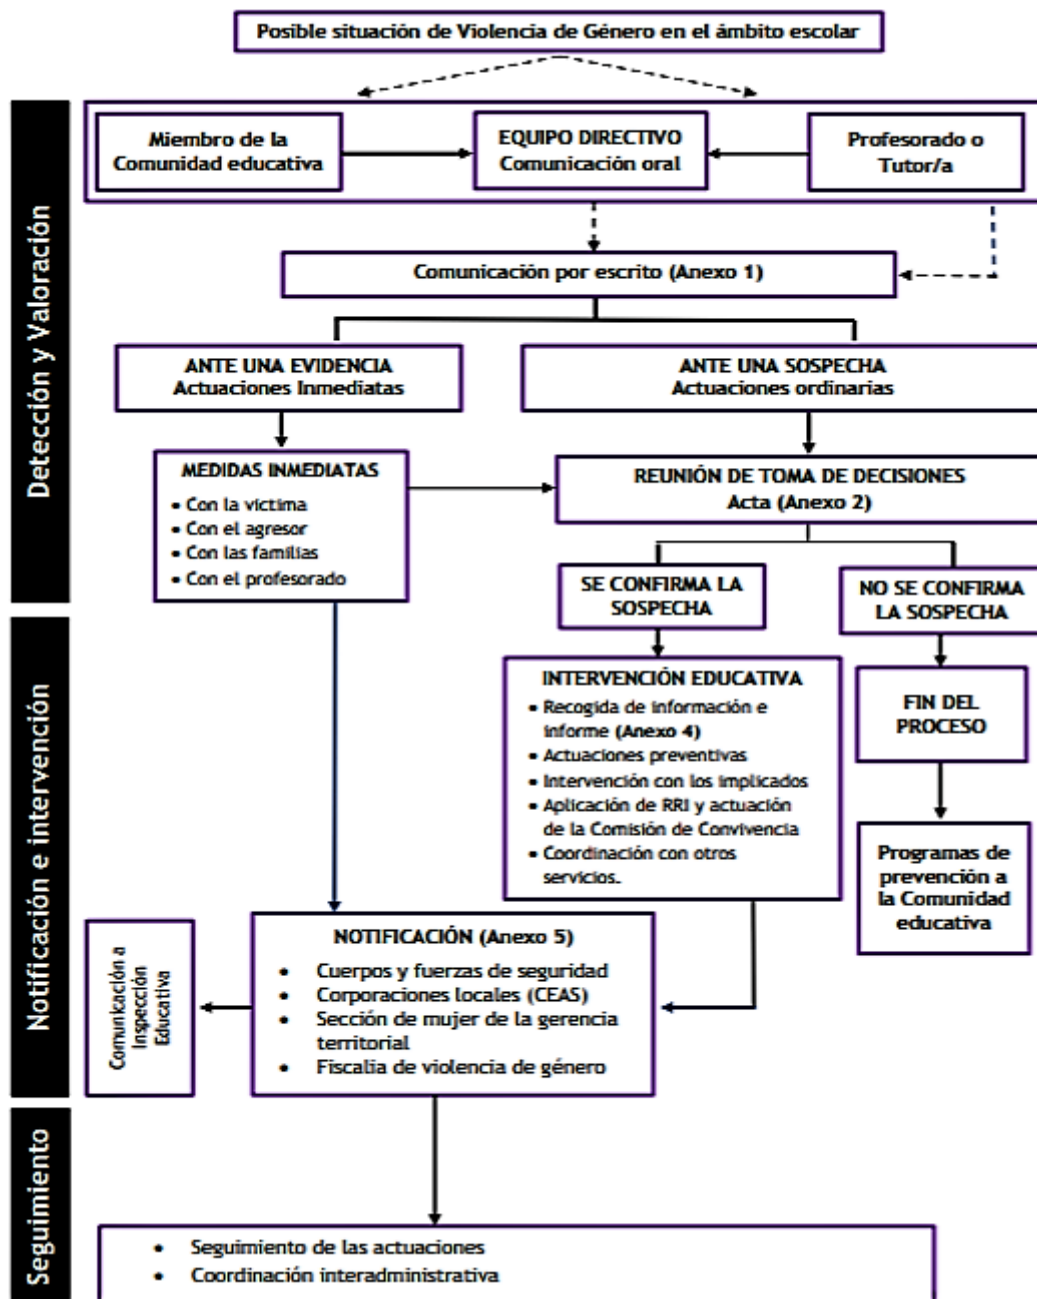 Posible situación de Violencia de Género en el ámbito escolar
Detección y Valoración
Miembro de la
Comunidad educativa
EQUIPO DIRECTIVO
Comunicación oral
Profesorado o
Tutor/a
Comunicación por escrito (Anexo 1)
ANTE UNA EVIDENCIA
Actuaciones Inmediatas
ANTE UNA SOSPECHA
Actuaciones ordinarias
MEDIDAS INMEDIATAS
• Con la víctima
• Con el agresor
• Con las familias
• Con el profesorado
REUNIÓN DE TOMA DE DECISIONES
Acta (Anexo 2)
SE CONFIRMA LA
SOSPECHA
NO SE CONFIRMA
LA SOSPECHA
Notificación e intervención
INTERVENCIÓN EDUCATIVA
• Recogida de información e
informe (Anexo 4)
• Actuaciones preventivas
• Intervención con los implicados
• Aplicación de RRI y actuación
de la Comisión de Convivencia
• Coordinación con otros
servicios.
FIN DEL
PROCESO
Programas de
prevención a
la Comunidad
educativa
Comunicación a
Inspección
Educativa
NOTIFICACIÓN (Anexo 5)
• Cuerpos y fuerzas de seguridad
• Corporaciones locales (CEAS)
• Sección de mujer de la gerencia
territorial
• Fiscalia de violencia de género
Seguimiento
• Seguimiento de las actuaciones
• Coordinación interadministrativa